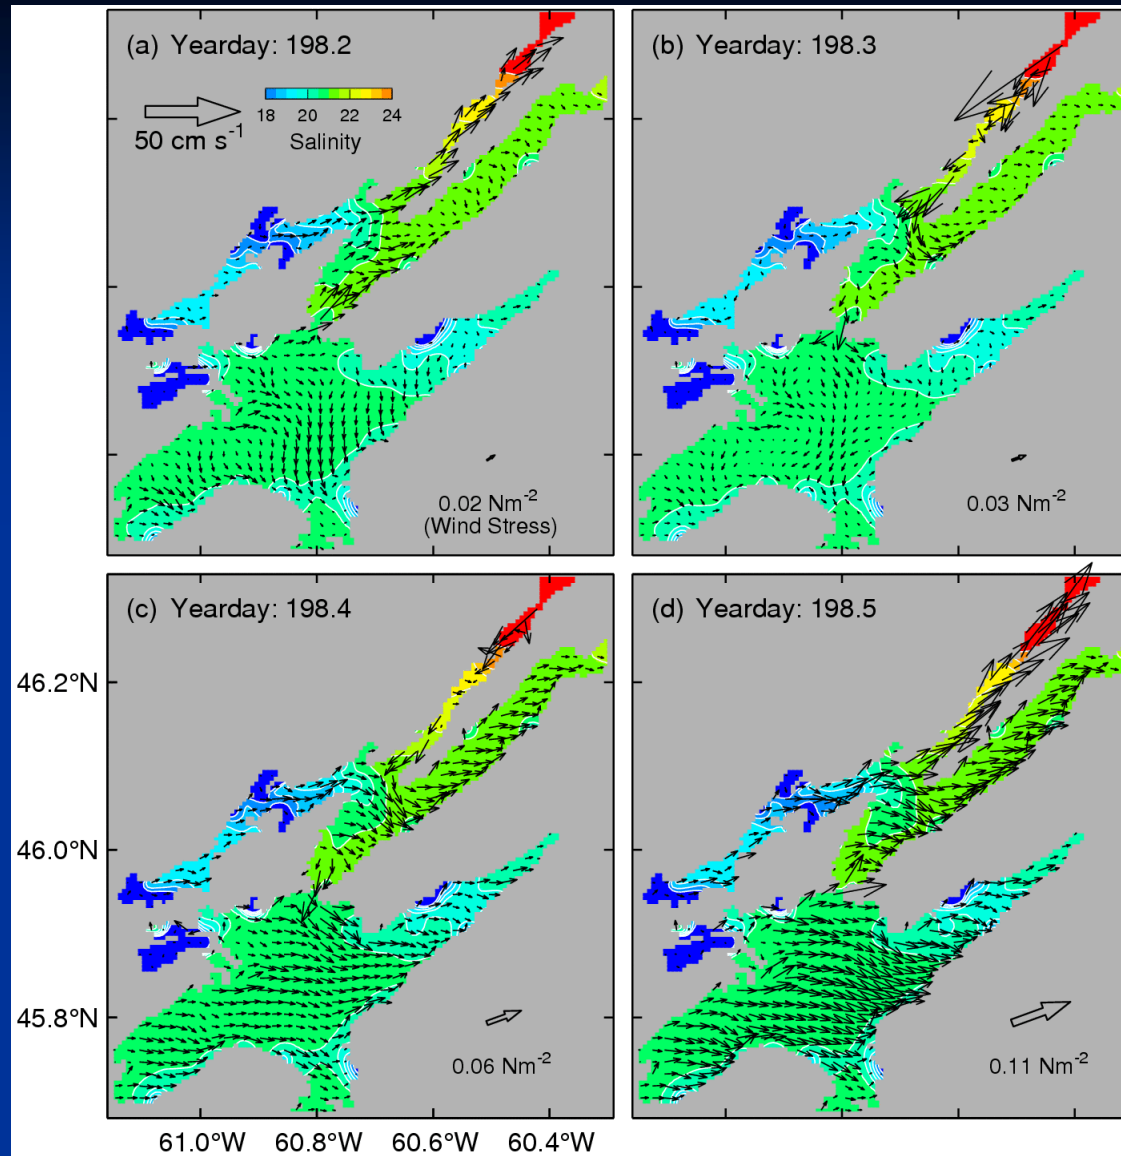 (a) Yearday: 198.2
50 cm s⁻¹
18 20 22 24
Salinity
0.02 Nm⁻²
(Wind Stress)
(b) Yearday: 198.3
0.03 Nm⁻²
(c) Yearday: 198.4
46.2°N
46.0°N
45.8°N
0.06 Nm⁻²
61.0°W 60.8°W 60.6°W 60.4°W
(d) Yearday: 198.5
0.11 Nm⁻²